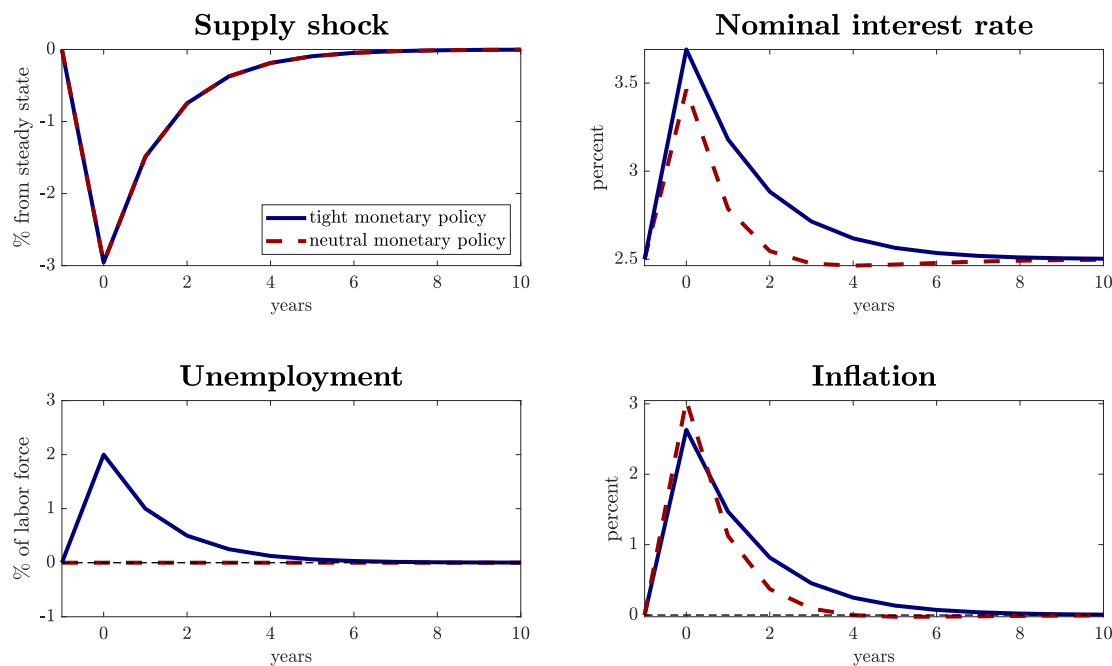 Supply shock
0
-1
-2
-3
% from steady state
tight monetary policy
neutral monetary policy
0 2 4 6 8 10
years
Nominal interest rate
3.5
3
2.5
percent
0 2 4 6 8 10
years
Unemployment
3
2
1
0
-1
% of labor force
0 2 4 6 8 10
years
Inflation
3
2
1
0
percent
0 2 4 6 8 10
years